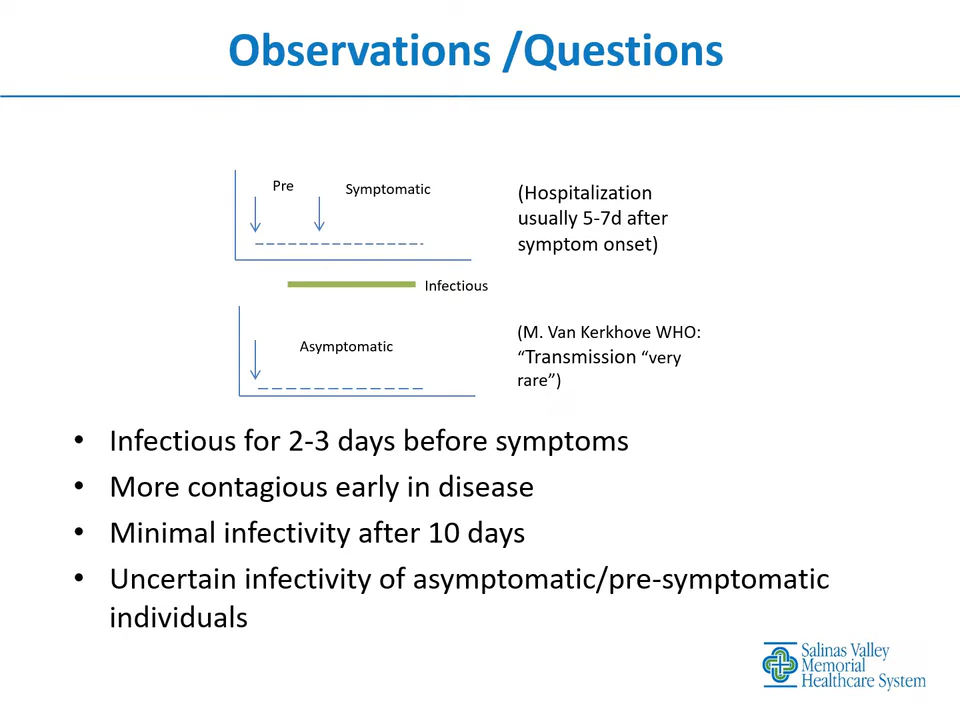 Observations /Questions
Pre
Symptomatic
(Hospitalization
usually 5-7d after
symptom onset)
Infectious
Asymptomatic
(M. Van Kerkhove WHO:
“Transmission “very
rare”)
• Infectious for 2-3 days before symptoms
• More contagious early in disease
• Minimal infectivity after 10 days
• Uncertain infectivity of asymptomatic/pre-symptomatic
individuals
Salinas Valley
Memorial
Healthcare System